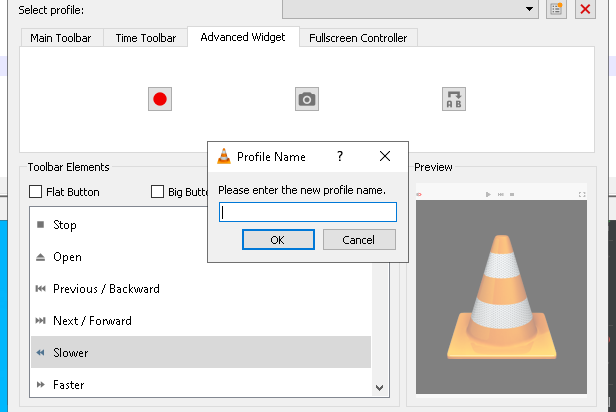 Select profile:
Main Toolbar
Time Toolbar
Advanced Widget
Fullscreen Controller
A B
Profile Name
?
Please enter the new profile name.
OK
Cancel
Toolbar Elements
Flat Button
Big Butto
Stop
Open
Previous / Backward
Next / Forward
Slower
Faster
Preview